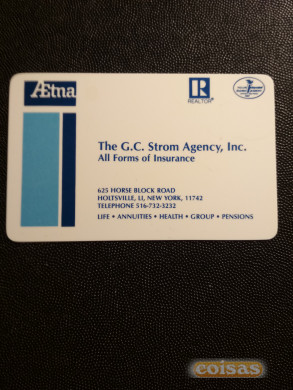 Ætna
R
REALTOR®
The G.C. Strom Agency, Inc.
All Forms of Insurance
625 HORSE BLOCK ROAD
HOLTSVILLE, LI, NEW YORK, 11742
TELEPHONE 516-732-3232
LIFE • ANNUITIES • HEALTH • GROUP • PENSIONS
coisas